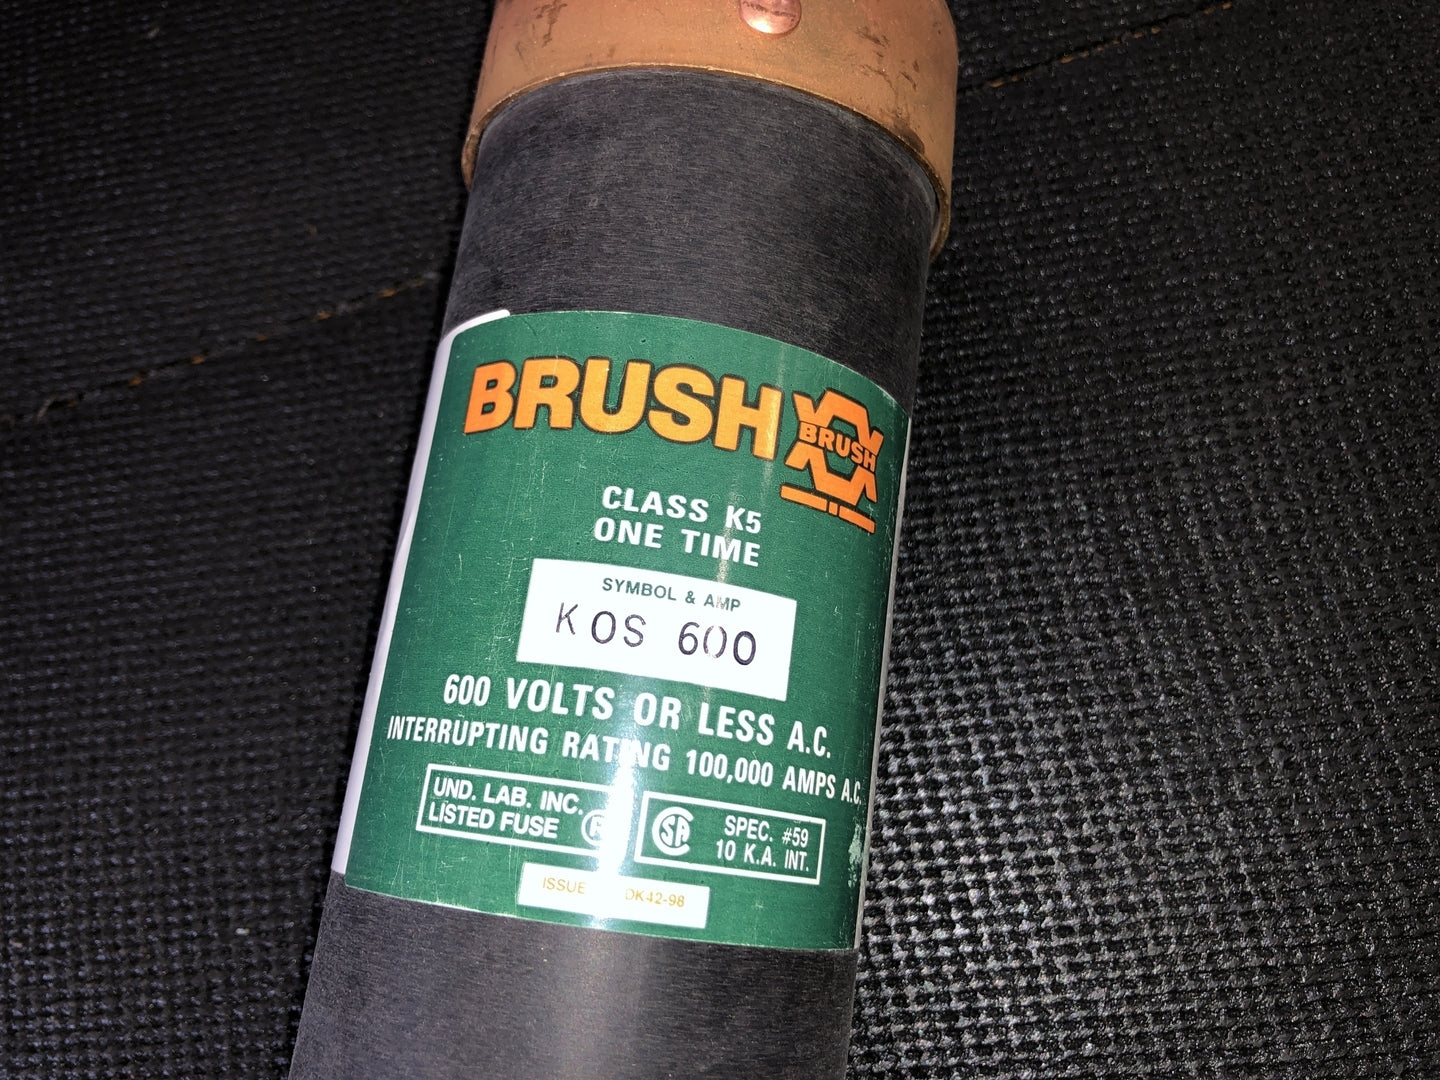 BRUSH
BRUSH
CLASS K5
ONE TIME
SYMBOL & AMP
KOS 600
600 VOLTS OR LESS A.C.
INTERRUPTING RATING 100,000 AMPS A.C.
UND. LAB. INC.
LISTED FUSE
SA
SPEC. #59
10 K.A. INT.
ISSUE DK42-98